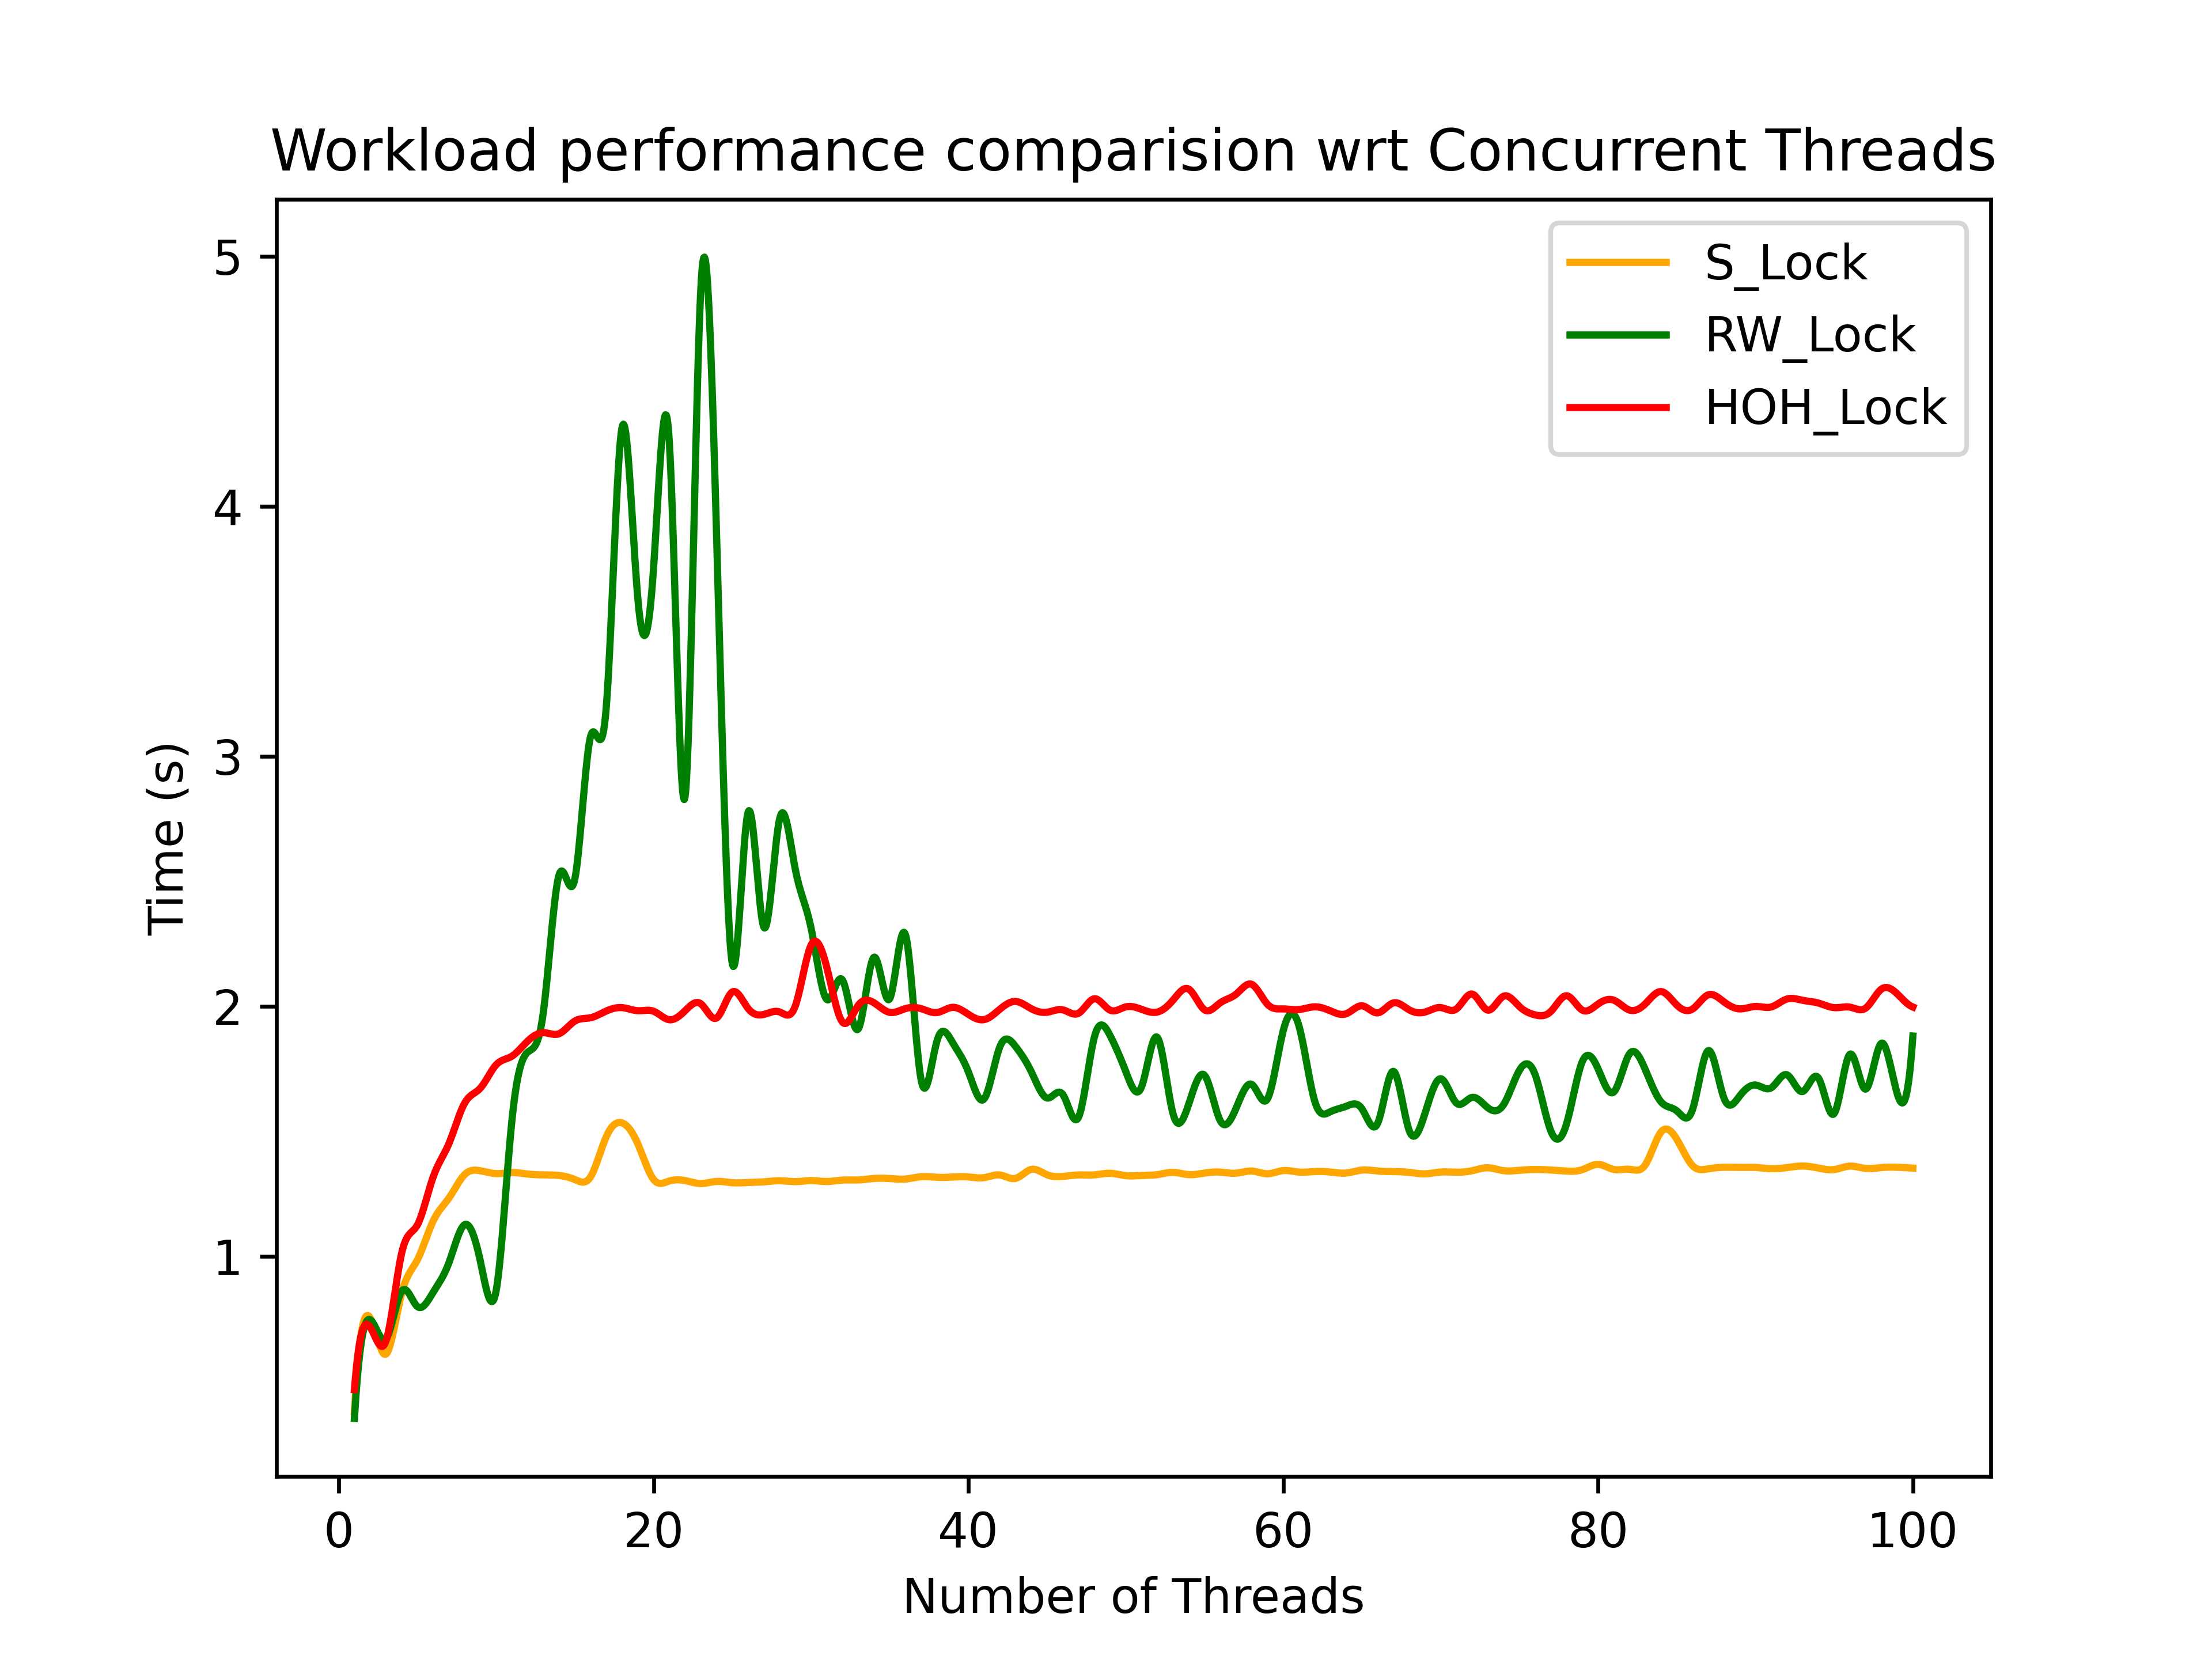 Workload performance comparision wrt Concurrent Threads
S_Lock
RW_Lock
HOH_Lock
5
4
3
2
1
Time (s)
0 20 40 60 80 100
Number of Threads